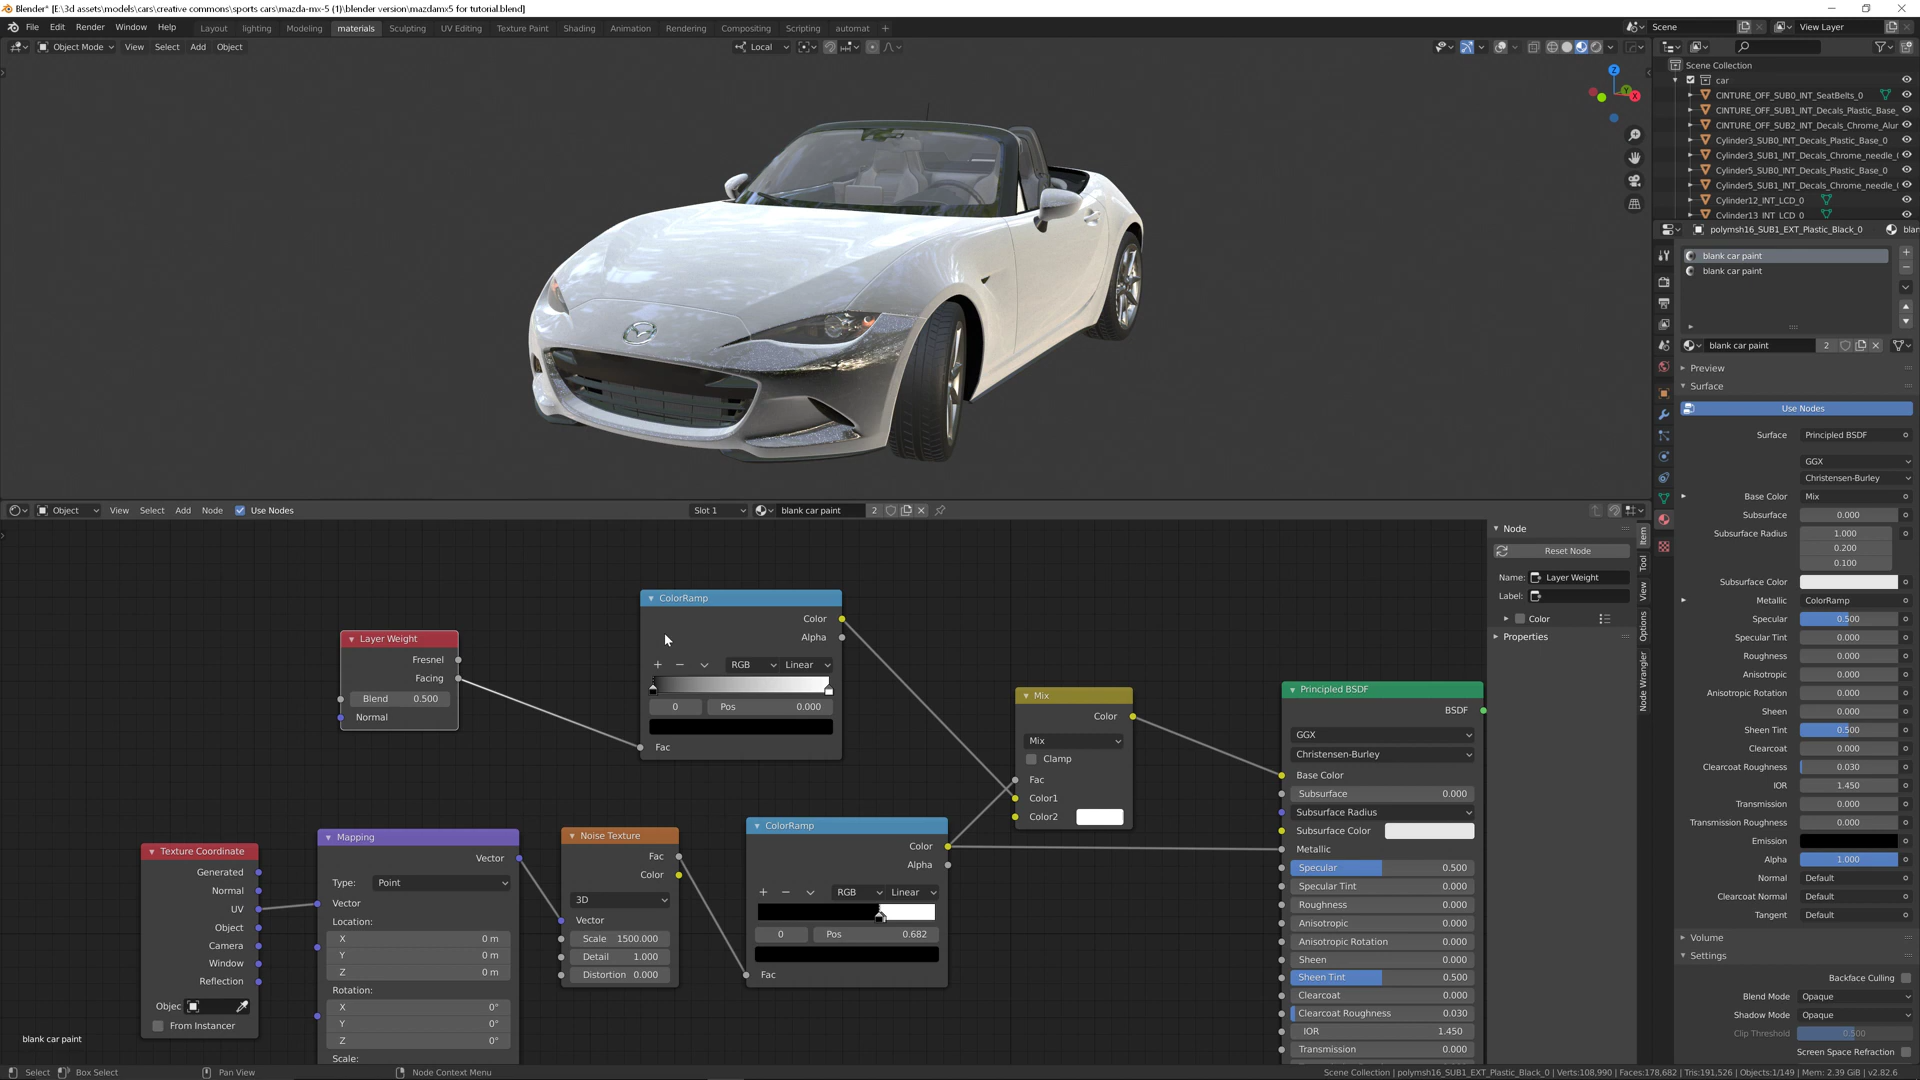 Blender* [E:\3d assets\models\cars\creative commons\sports cars\mazda-mx-5 (1)\blender version\mazdamx5 for tutorial.blend]
File Edit Render Window Help Layout lighting Modeling materials Sculpting UV Editing Texture Paint Shading Animation Rendering Compositing Scripting automat + Scene View Layer
Object Mode View Select Add Object Local
Z
Y
X
Scene Collection
car
CINTURE_OFF_SUB0_INT_SeatBelts_0
CINTURE_OFF_SUB1_INT_Decals_Plastic_Base_
CINTURE_OFF_SUB2_INT_Decals_Chrome_Alur
Cylinder3_SUB0_INT_Decals_Plastic_Base_0
Cylinder3_SUB1_INT_Decals_Chrome_needle_(
Cylinder5_SUB0_INT_Decals_Plastic_Base_0
Cylinder5_SUB1_INT_Decals_Chrome_needle_(
Cylinder12_INT_LCD_0
Cylinder13_INT_LCD_0
polymsh16_SUB1_EXT_Plastic_Black_0 blan
blank car paint
blank car paint
blank car paint 2
Preview
Surface
Use Nodes
Surface Principled BSDF
GGX
Christensen-Burley
Base Color Mix
Subsurface 0.000
Subsurface Radius 1.000
0.200
0.100
Subsurface Color
Metallic ColorRamp
Specular 0.500
Specular Tint 0.000
Roughness 0.000
Anisotropic 0.000
Anisotropic Rotation 0.000
Sheen 0.000
Sheen Tint 0.500
Clearcoat 0.000
Clearcoat Roughness 0.030
IOR 1.450
Transmission 0.000
Transmission Roughness 0.000
Emission
Alpha 1.000
Normal Default
Clearcoat Normal Default
Tangent Default
Volume
Settings
Backface Culling
Blend Mode Opaque
Shadow Mode Opaque
Clip Threshold 0.500
Screen Space Refraction
Object View Select Add Node Use Nodes Slot 1 blank car paint 2
Node
Reset Node
Name: Layer Weight
Label:
Color
Properties
Item
Tool
View
Options
Node Wrangler
Layer Weight
Fresnel
Facing
Blend 0.500
Normal
ColorRamp
Color
Alpha
+ − RGB Linear
0 Pos 0.000
Fac
Mix
Color
Mix
Clamp
Fac
Color1
Color2
Principled BSDF
BSDF
GGX
Christensen-Burley
Base Color
Subsurface 0.000
Subsurface Radius
Subsurface Color
Metallic
Specular 0.500
Specular Tint 0.000
Roughness 0.000
Anisotropic 0.000
Anisotropic Rotation 0.000
Sheen 0.000
Sheen Tint 0.500
Clearcoat 0.000
Clearcoat Roughness 0.030
IOR 1.450
Transmission 0.000
Texture Coordinate
Generated
Normal
UV
Object
Camera
Window
Reflection
Objec
From Instancer
Mapping
Vector
Type: Point
Vector
Location:
X 0 m
Y 0 m
Z 0 m
Rotation:
X 0°
Y 0°
Z 0°
Scale:
Noise Texture
Fac
Color
3D
Vector
Scale 1500.000
Detail 1.000
Distortion 0.000
ColorRamp
Color
Alpha
+ − RGB Linear
0 Pos 0.682
Fac
blank car paint
Select Box Select Pan View Node Context Menu Scene Collection | polymsh16_SUB1_EXT_Plastic_Black_0 | Verts:108,990 | Faces:178,682 | Tris:191,526 | Objects:1/149 | Mem: 2.39 GiB | v2.82.6